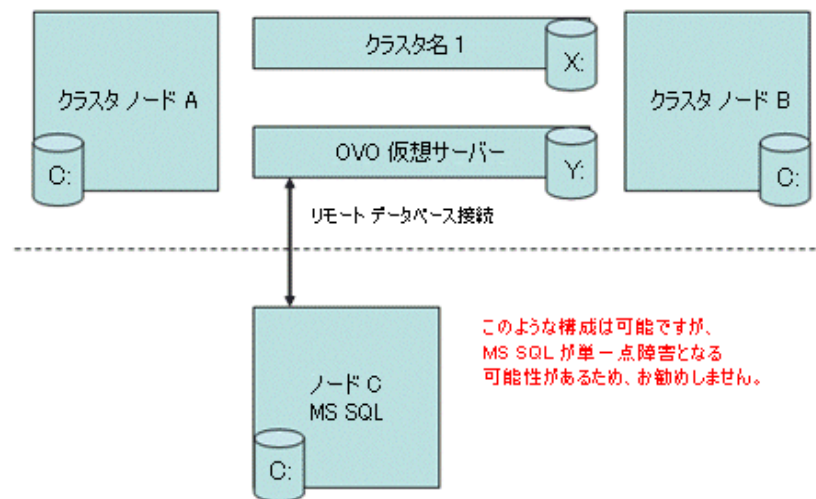 クラスタ名 1
X:
クラスタ ノード A
C:
クラスタ ノード B
C:
OVO 仮想サーバー
Y:
リモート データベース接続
ノード C
MS SQL
C:
このような構成は可能ですが、
MS SQL が単一点障害となる
可能性があるため、お勧めしません。